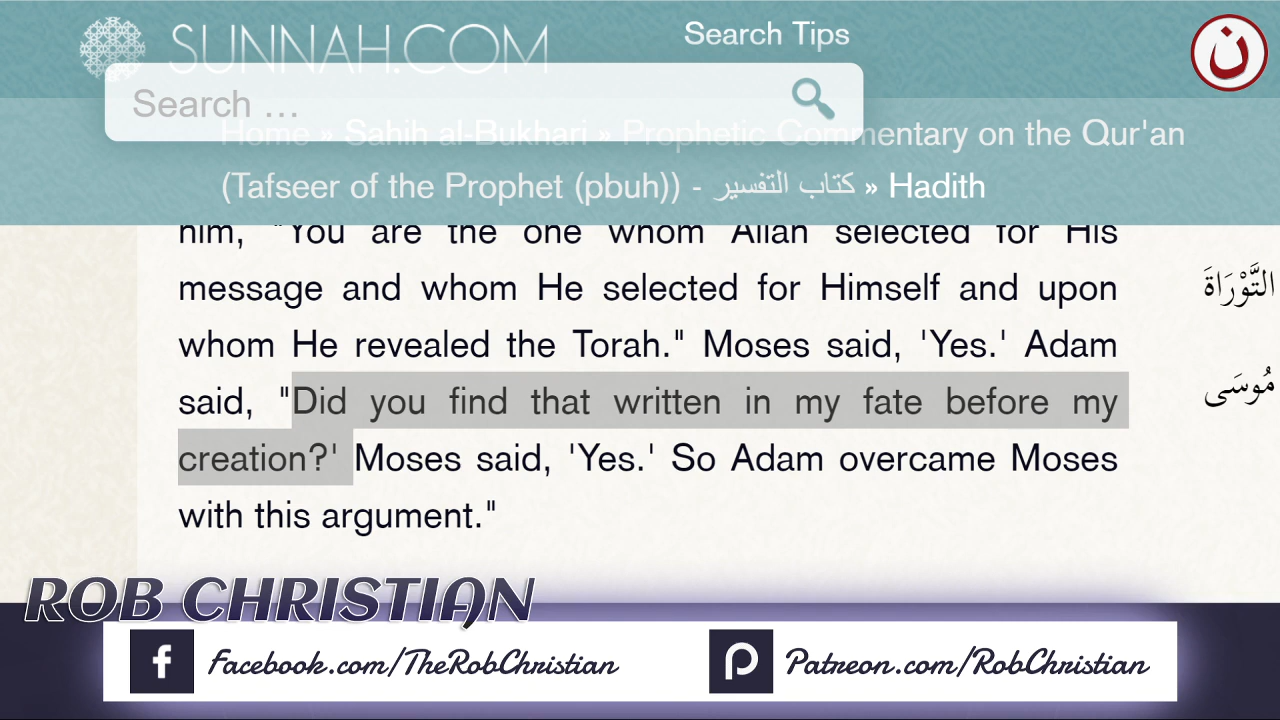 SUNNAH.COM
Search Tips
ن
Search ...
Home » Sahih al-Bukhari » Prophetic Commentary on the Qur'an
(Tafseer of the Prophet (pbuh)) - كتاب التفسير » Hadith
him, "You are the one whom Allah selected for His
message and whom He selected for Himself and upon
whom He revealed the Torah." Moses said, 'Yes.' Adam
said, "Did you find that written in my fate before my
creation?' Moses said, 'Yes.' So Adam overcame Moses
with this argument."
التَّوْرَاةَ
مُوسَى
ROB CHRISTIAN
f Facebook.com/TheRobChristian
Patreon.com/RobChristian